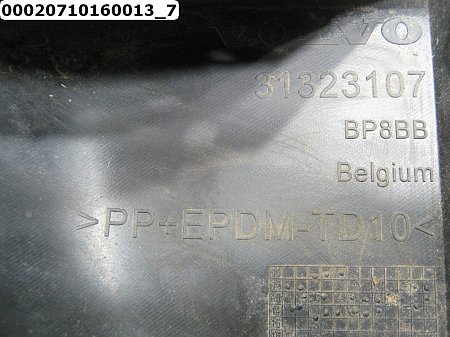 00020710160013_7
VOLVO
31323107
BP8BB
Belgium
>PP+EPDM-TD10<